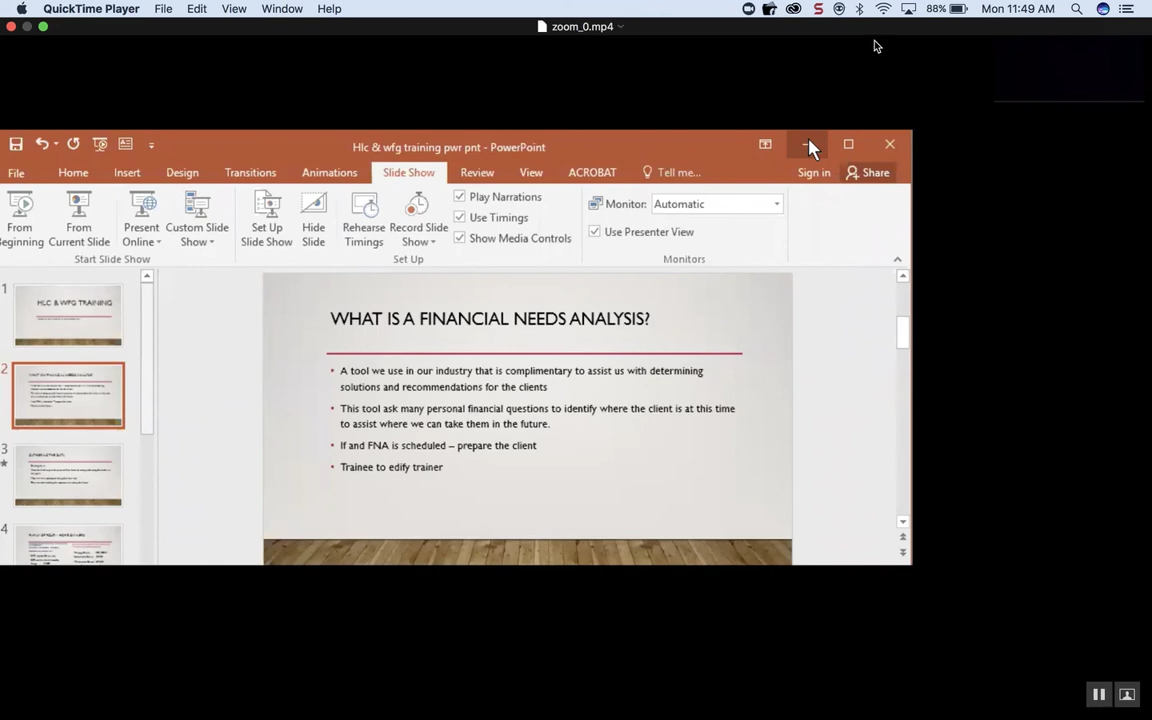 QuickTime Player File Edit View Window Help 88% Mon 11:49 AM
zoom_0.mp4
Hlc & wfg training pwr pnt - PowerPoint
File Home Insert Design Transitions Animations Slide Show Review View ACROBAT Tell me... Sign in Share
From Beginning
From Current Slide
Present Online
Custom Slide Show
Set Up Slide Show
Hide Slide
Rehearse Timings
Record Slide Show
Play Narrations
Use Timings
Show Media Controls
Monitor: Automatic
Use Presenter View
Start Slide Show Set Up Monitors
1
HLC & WFG TRAINING
2
WHAT IS A FINANCIAL NEEDS ANALYSIS?
3
4
WHAT IS A FINANCIAL NEEDS ANALYSIS?
• A tool we use in our industry that is complimentary to assist us with determining
solutions and recommendations for the clients
• This tool ask many personal financial questions to identify where the client is at this time
to assist where we can take them in the future.
• If and FNA is scheduled – prepare the client
• Trainee to edify trainer